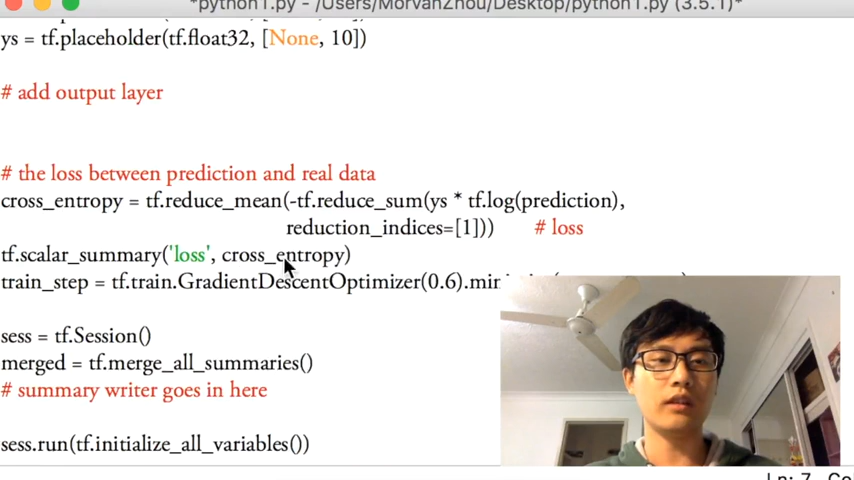 *python1.py - /Users/MorvanZhou/Desktop/python1.py (3.5.1)*
ys = tf.placeholder(tf.float32, [None, 10])
# add output layer
# the loss between prediction and real data
cross_entropy = tf.reduce_mean(-tf.reduce_sum(ys * tf.log(prediction),
reduction_indices=[1])) # loss
tf.scalar_summary('loss', cross_entropy)
train_step = tf.train.GradientDescentOptimizer(0.6).min
sess = tf.Session()
merged = tf.merge_all_summaries()
# summary writer goes in here
sess.run(tf.initialize_all_variables())
Ln: 7